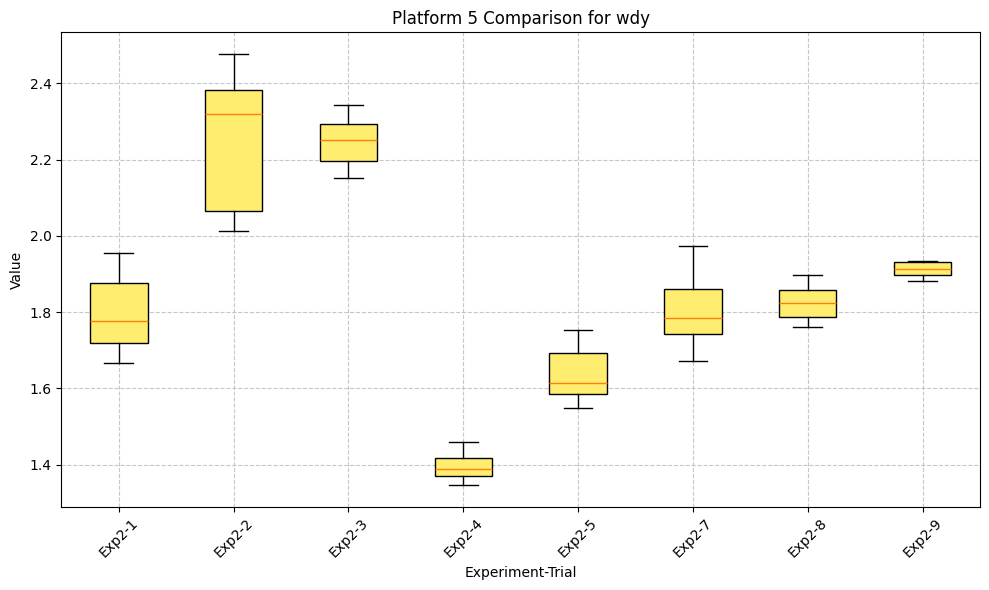 Platform 5 Comparison for wdy
Value
2.4
2.2
2.0
1.8
1.6
1.4
Exp2-1
Exp2-2
Exp2-3
Exp2-4
Exp2-5
Exp2-7
Exp2-8
Exp2-9
Experiment-Trial